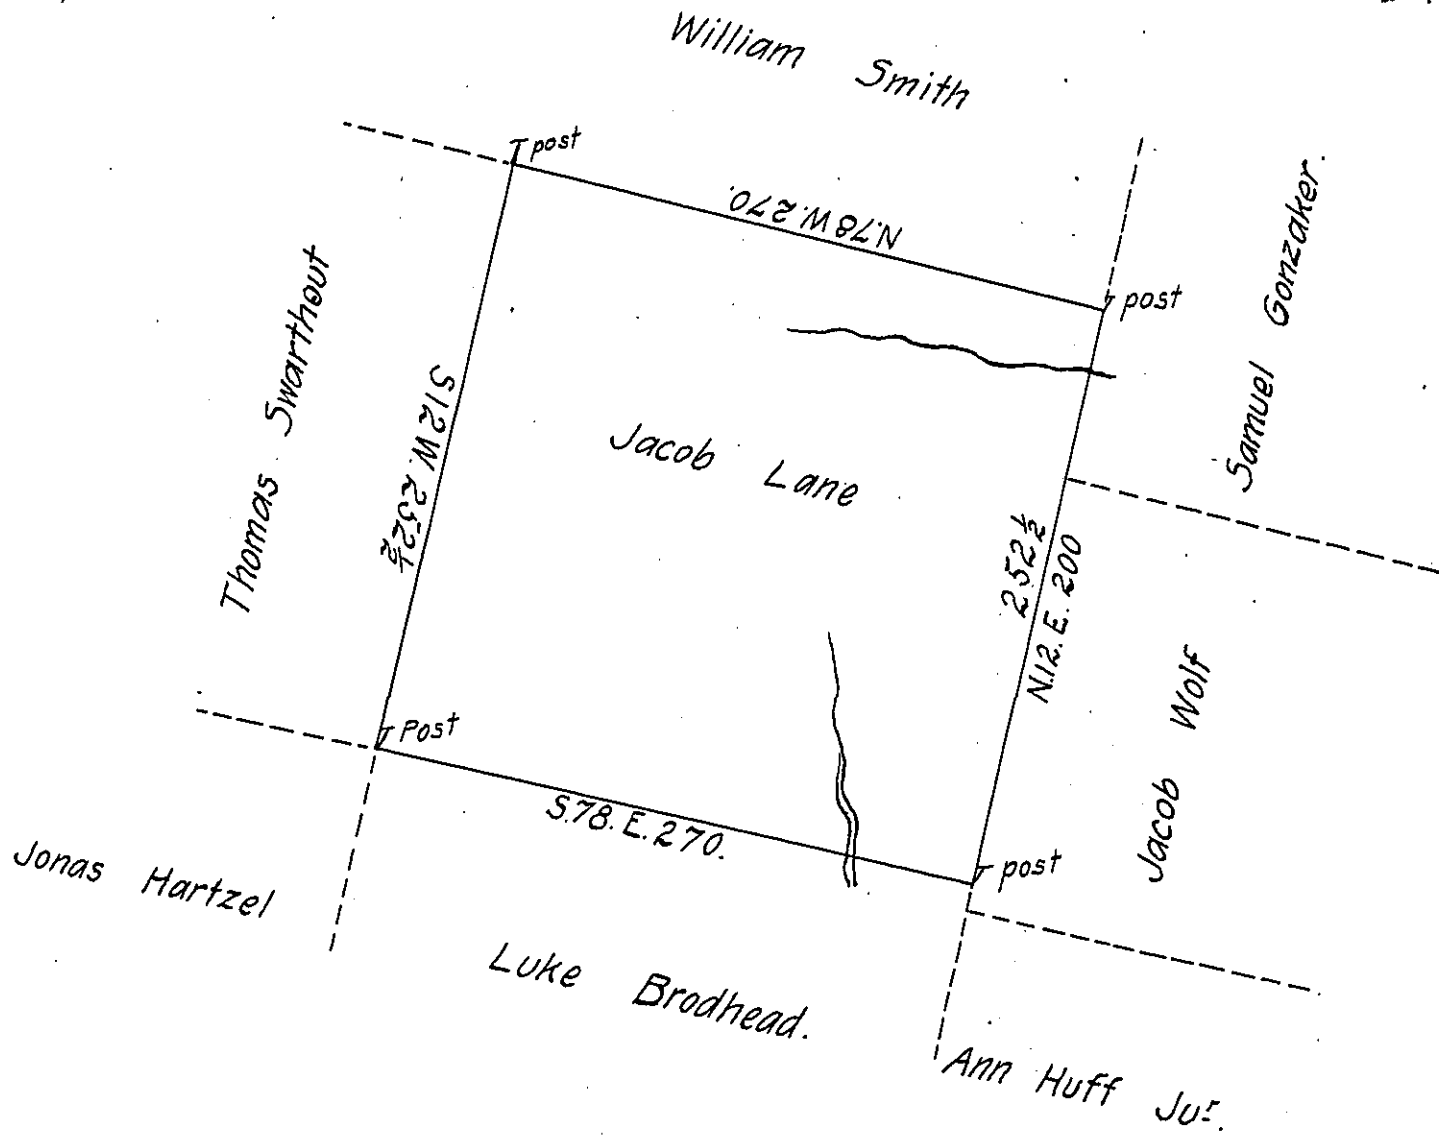 William Smith
post
N.78 W. 270.
post
Samuel Gonzaker.
Thomas Swarthout
S 12 W. 252½
Jacob Lane
252½
N.12. E. 200
Jacob Wolf
Post
S.78. E. 270.
post
Jonas Hartzel
Luke Brodhead.
Ann Huff Jur.